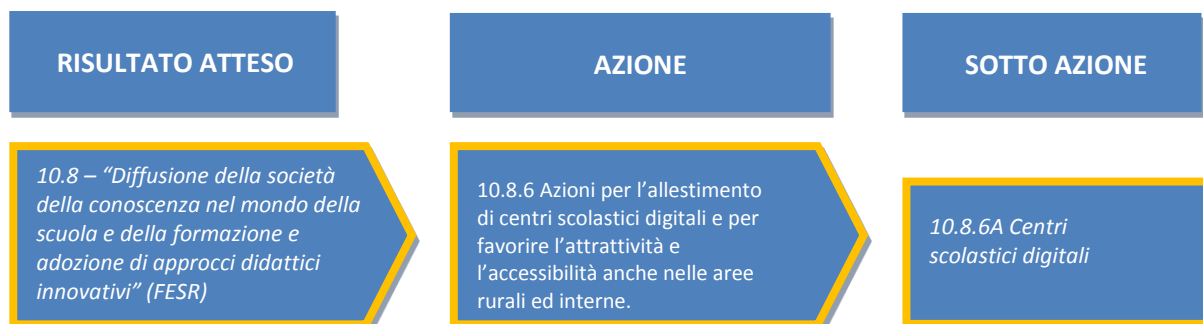 RISULTATO ATTESO
AZIONE
SOTTO AZIONE
10.8 – “Diffusione della società
della conoscenza nel mondo della
scuola e della formazione e
adozione di approcci didattici
innovativi” (FESR)
10.8.6 Azioni per l’allestimento
di centri scolastici digitali e per
favorire l’attrattività e
l’accessibilità anche nelle aree
rurali ed interne.
10.8.6A Centri
scolastici digitali